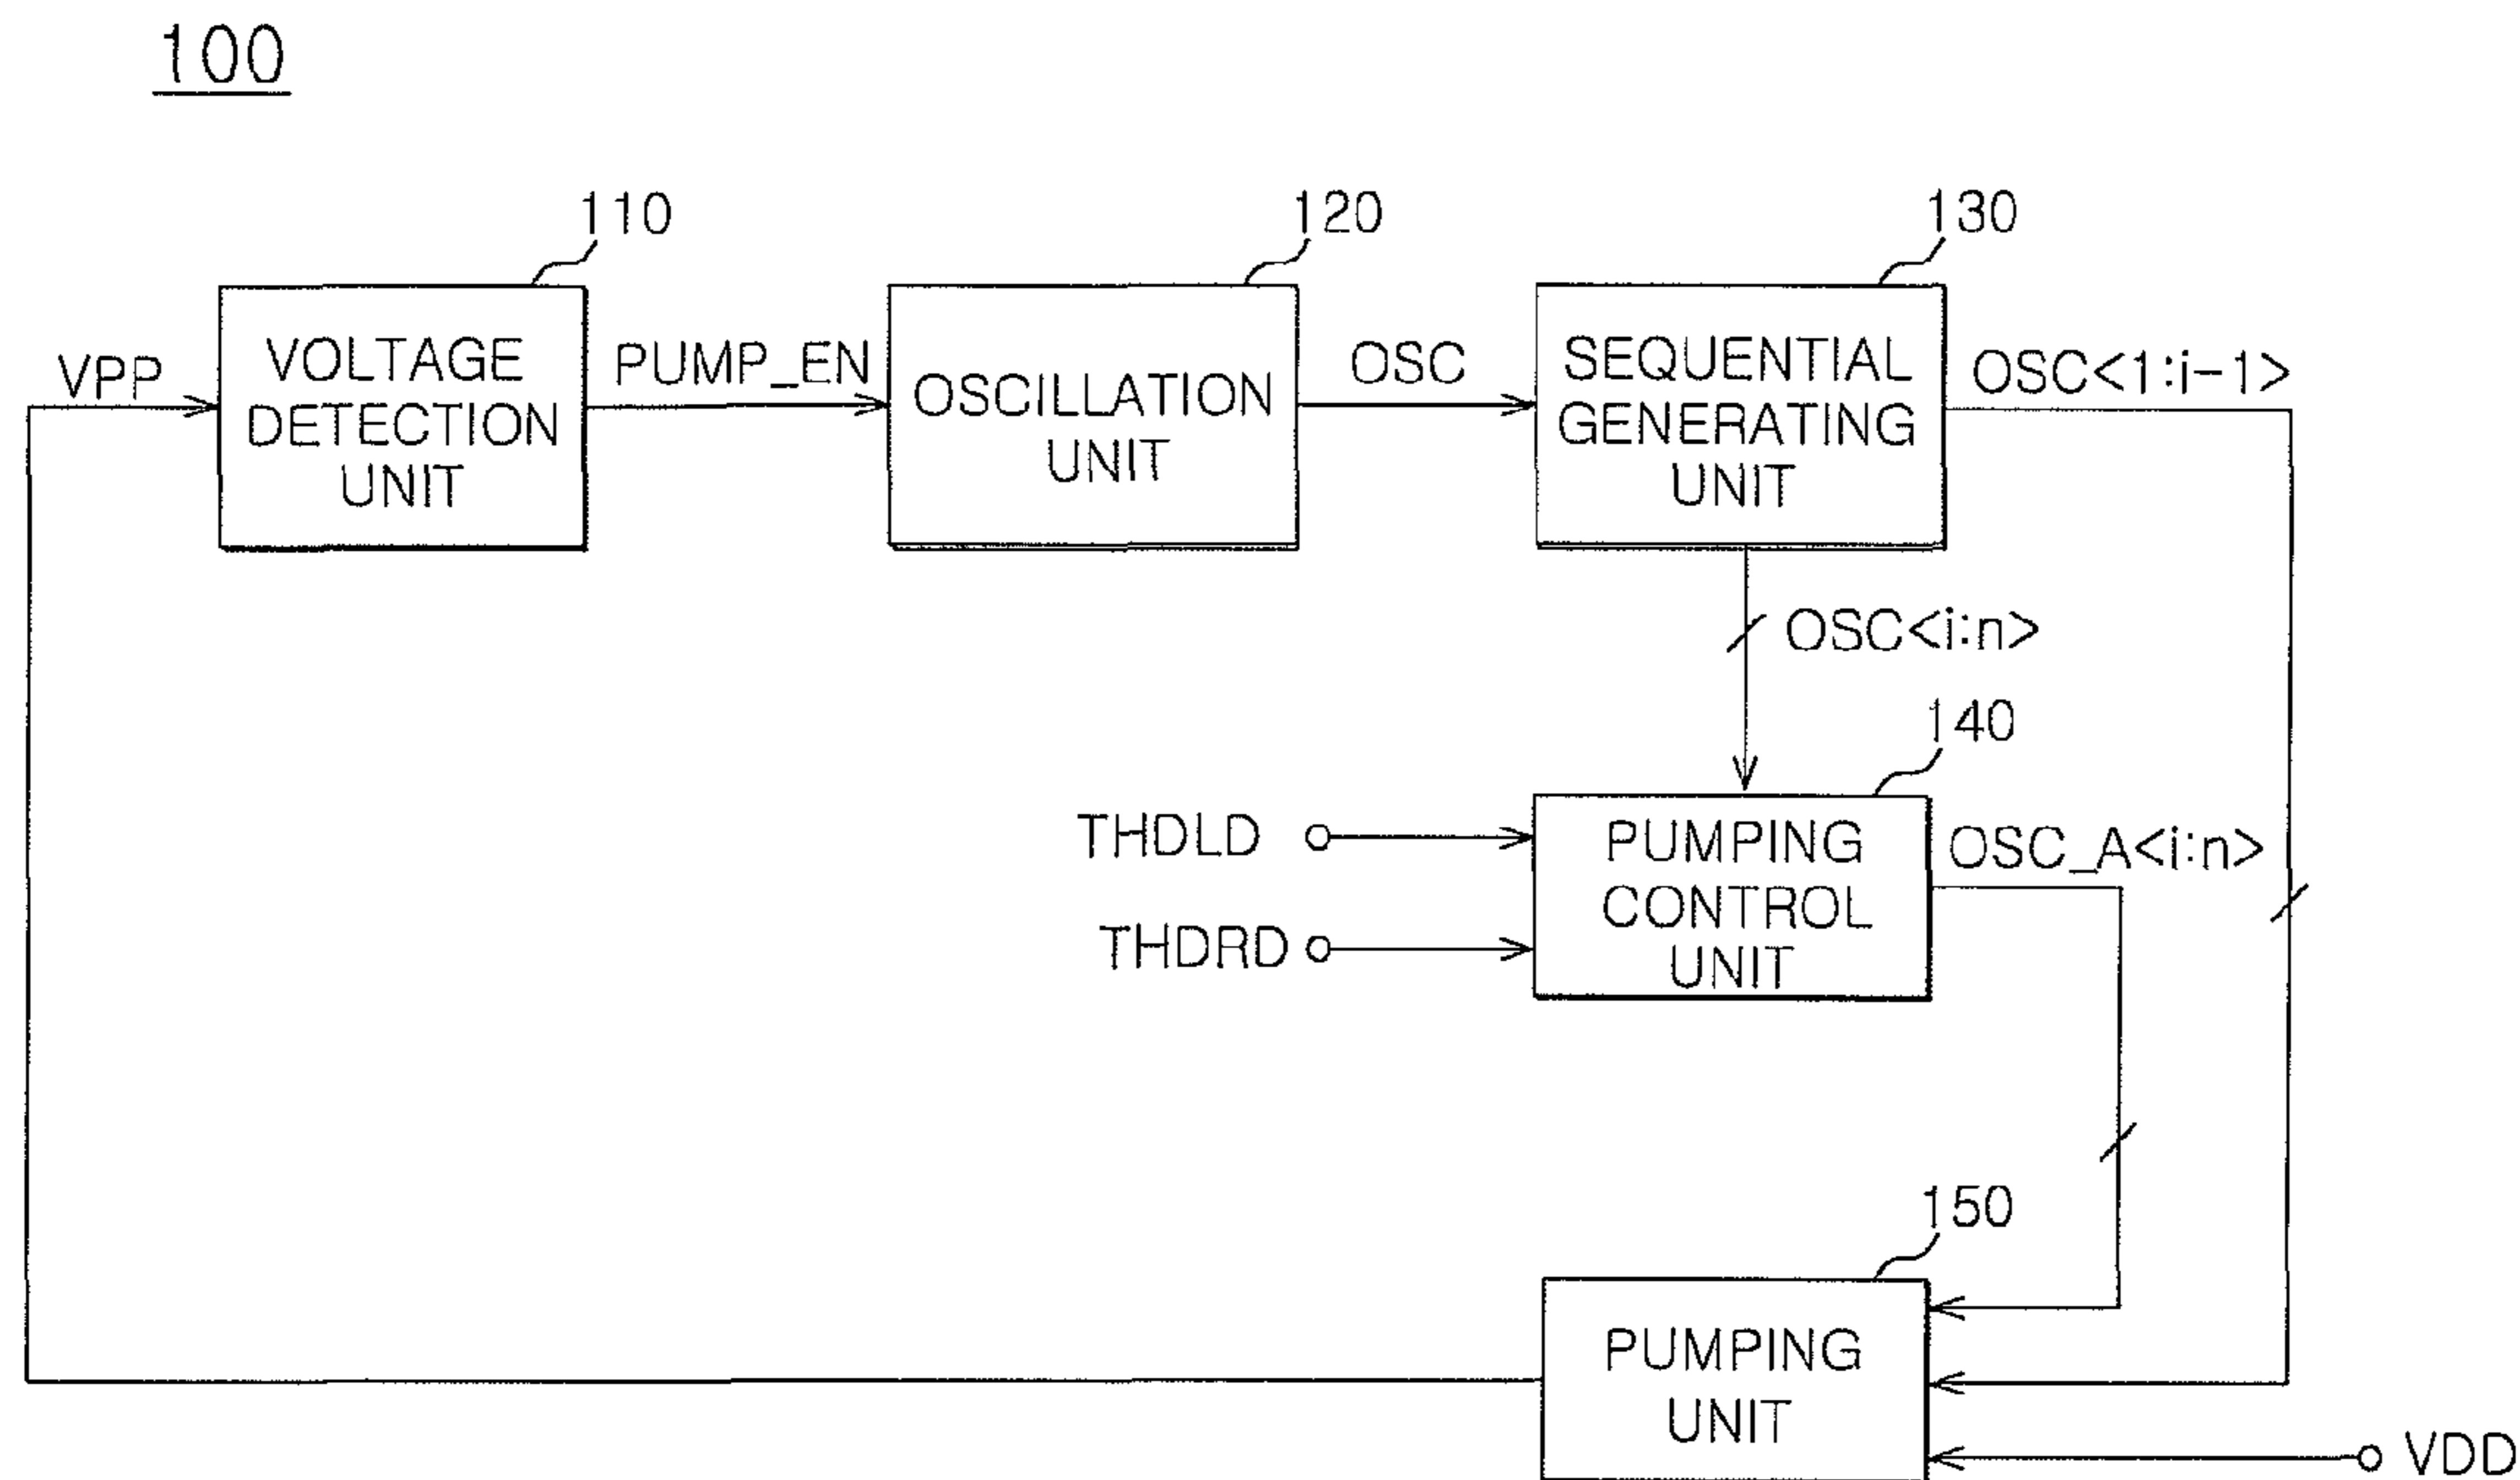 100
110
120
130
VPP
VOLTAGE
DETECTION
UNIT
PUMP_EN
OSCILLATION
UNIT
OSC
SEQUENTIAL
GENERATING
UNIT
OSC<1:i-1>
OSC<i:n>
140
THDLD
THDRD
PUMPING
CONTROL
UNIT
OSC_A<i:n>
150
PUMPING
UNIT
VDD